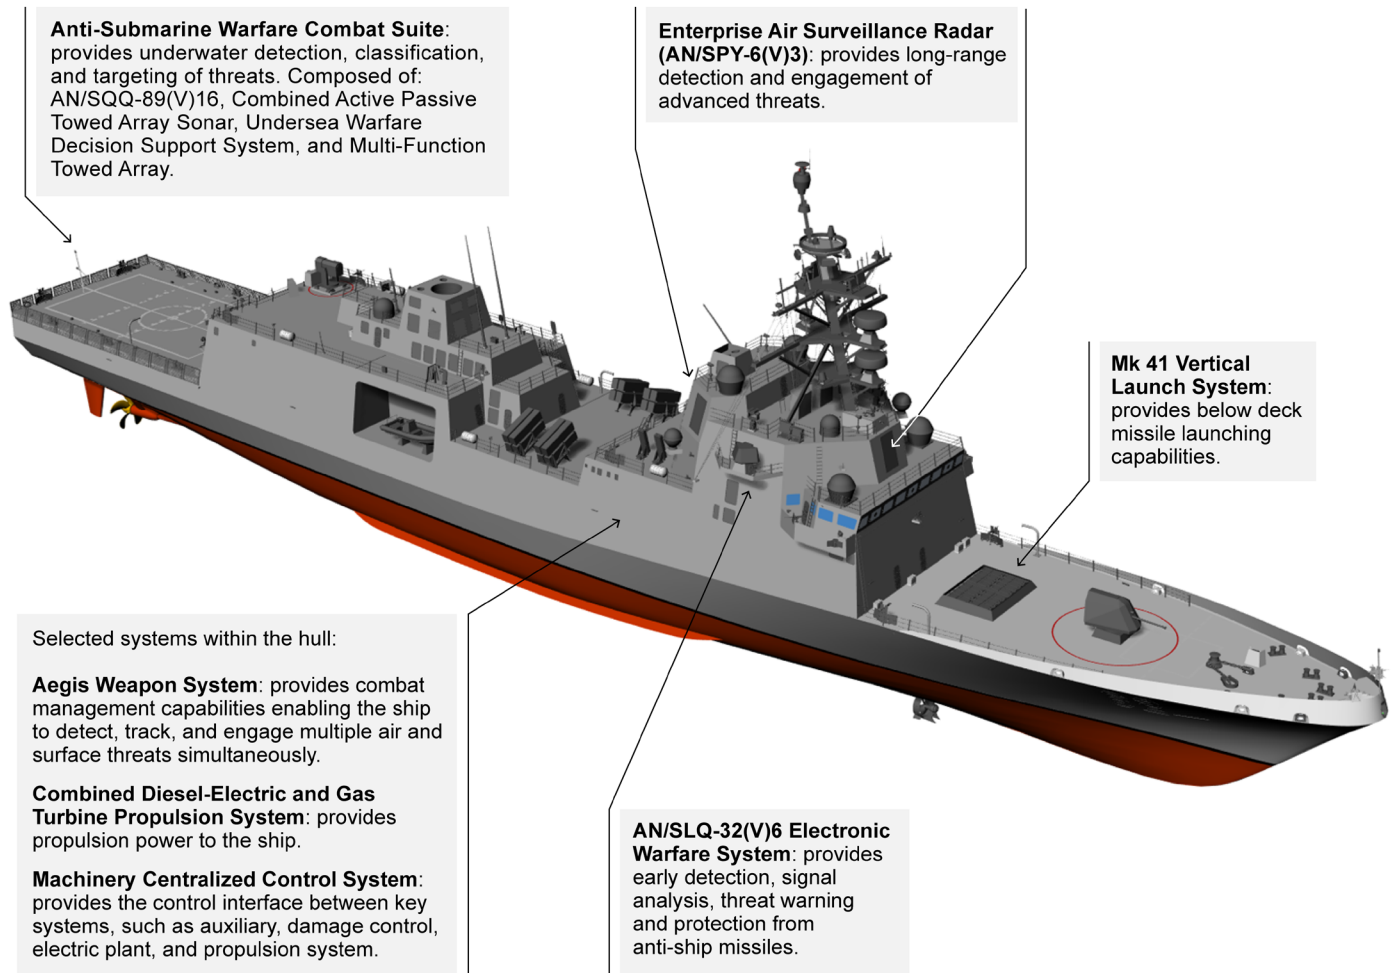 Anti-Submarine Warfare Combat Suite:
provides underwater detection, classification,
and targeting of threats. Composed of:
AN/SQQ-89(V)16, Combined Active Passive
Towed Array Sonar, Undersea Warfare
Decision Support System, and Multi-Function
Towed Array.
Enterprise Air Surveillance Radar
(AN/SPY-6(V)3): provides long-range
detection and engagement of
advanced threats.
Mk 41 Vertical
Launch System:
provides below deck
missile launching
capabilities.
Selected systems within the hull:
Aegis Weapon System: provides combat
management capabilities enabling the ship
to detect, track, and engage multiple air and
surface threats simultaneously.
Combined Diesel-Electric and Gas
Turbine Propulsion System: provides
propulsion power to the ship.
Machinery Centralized Control System:
provides the control interface between key
systems, such as auxiliary, damage control,
electric plant, and propulsion system.
AN/SLQ-32(V)6 Electronic
Warfare System: provides
early detection, signal
analysis, threat warning
and protection from
anti-ship missiles.